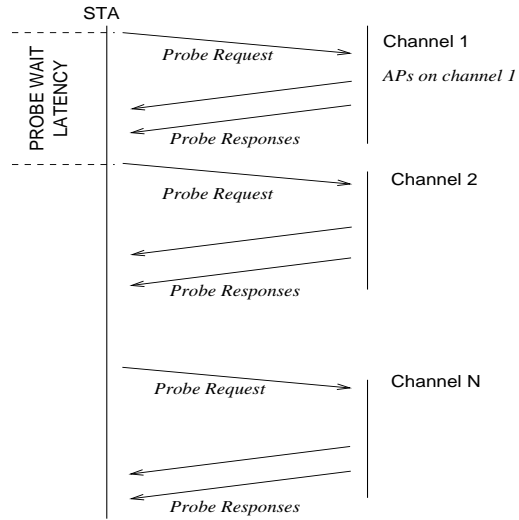 STA
PROBE WAIT
LATENCY
Probe Request
Channel 1
APs on channel 1
Probe Responses
Probe Request
Channel 2
Probe Responses
Probe Request
Channel N
Probe Responses